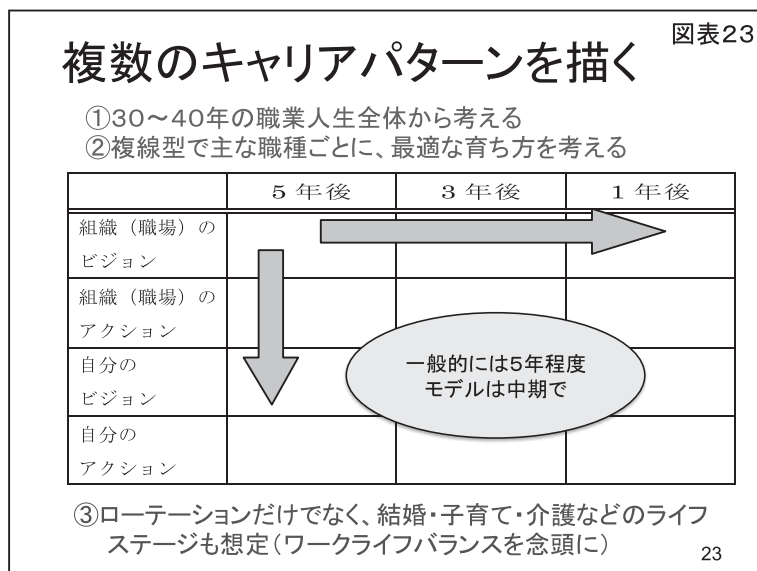 図表23
複数のキャリアパターンを描く
①30～40年の職業人生全体から考える
②複線型で主な職種ごとに、最適な育ち方を考える
5年後 3年後 1年後
組織（職場）の
ビジョン
組織（職場）の
アクション
自分の
ビジョン
自分の
アクション
一般的には5年程度
モデルは中期で
③ローテーションだけでなく、結婚・子育て・介護などのライフ
ステージも想定（ワークライフバランスを念頭に）
23